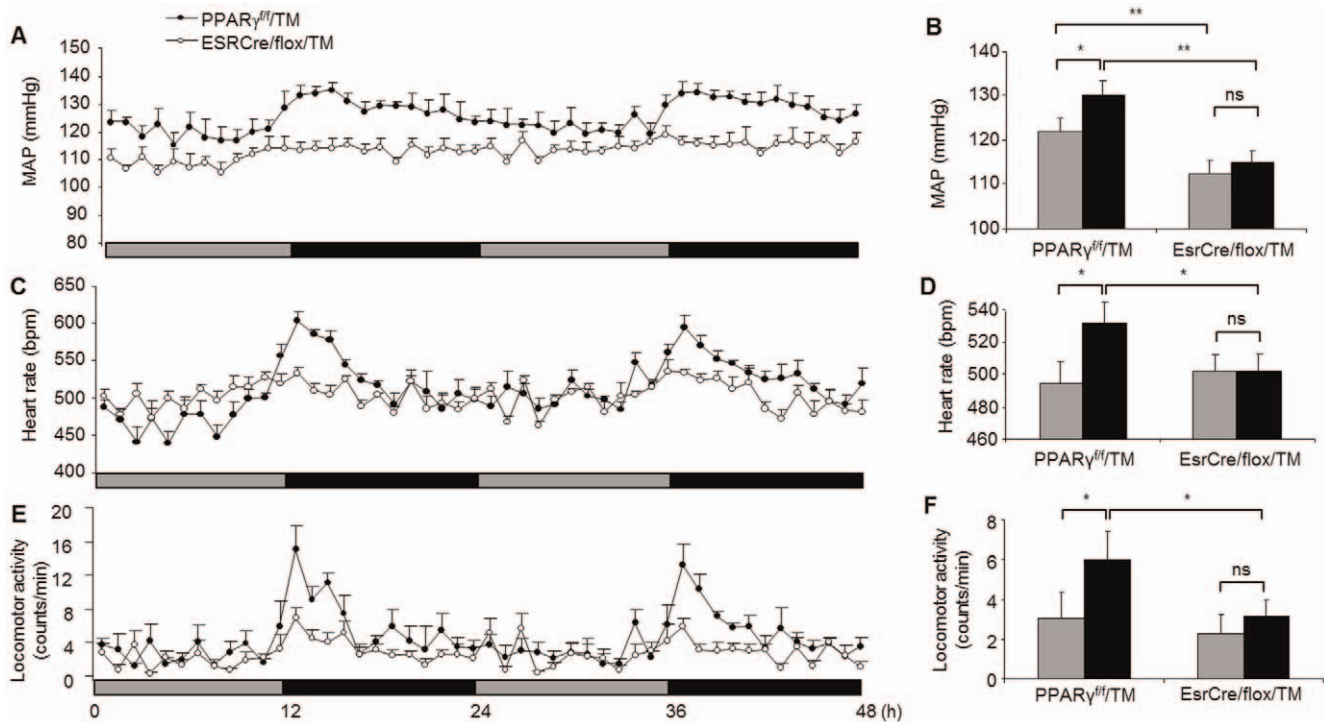 PPARγf/f/TM
ESRCre/flox/TM
A
MAP (mmHg)
150
140
130
120
110
100
90
80
B
MAP (mmHg)
140
130
120
110
100
**
*
**
ns
PPARγf/f/TM
EsrCre/flox/TM
C
Heart rate (bpm)
650
600
550
500
450
400
D
Heart rate (bpm)
540
520
500
480
460
*
*
ns
PPARγf/f/TM
EsrCre/flox/TM
E
Locomotor activity
(counts/min)
20
16
12
8
4
0
0
12
24
36
48 (h)
F
Locomotor activity
(counts/min)
8
6
4
2
0
*
*
ns
PPARγf/f/TM
EsrCre/flox/TM